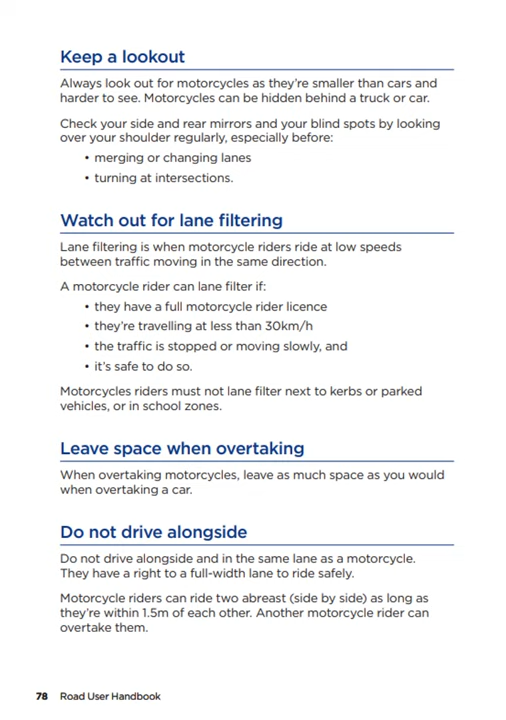 Keep a lookout
Always look out for motorcycles as they're smaller than cars and
harder to see. Motorcycles can be hidden behind a truck or car.
Check your side and rear mirrors and your blind spots by looking
over your shoulder regularly, especially before:
• merging or changing lanes
• turning at intersections.
Watch out for lane filtering
Lane filtering is when motorcycle riders ride at low speeds
between traffic moving in the same direction.
A motorcycle rider can lane filter if:
• they have a full motorcycle rider licence
• they're travelling at less than 30km/h
• the traffic is stopped or moving slowly, and
• it's safe to do so.
Motorcycles riders must not lane filter next to kerbs or parked
vehicles, or in school zones.
Leave space when overtaking
When overtaking motorcycles, leave as much space as you would
when overtaking a car.
Do not drive alongside
Do not drive alongside and in the same lane as a motorcycle.
They have a right to a full-width lane to ride safely.
Motorcycle riders can ride two abreast (side by side) as long as
they're within 1.5m of each other. Another motorcycle rider can
overtake them.
78 Road User Handbook